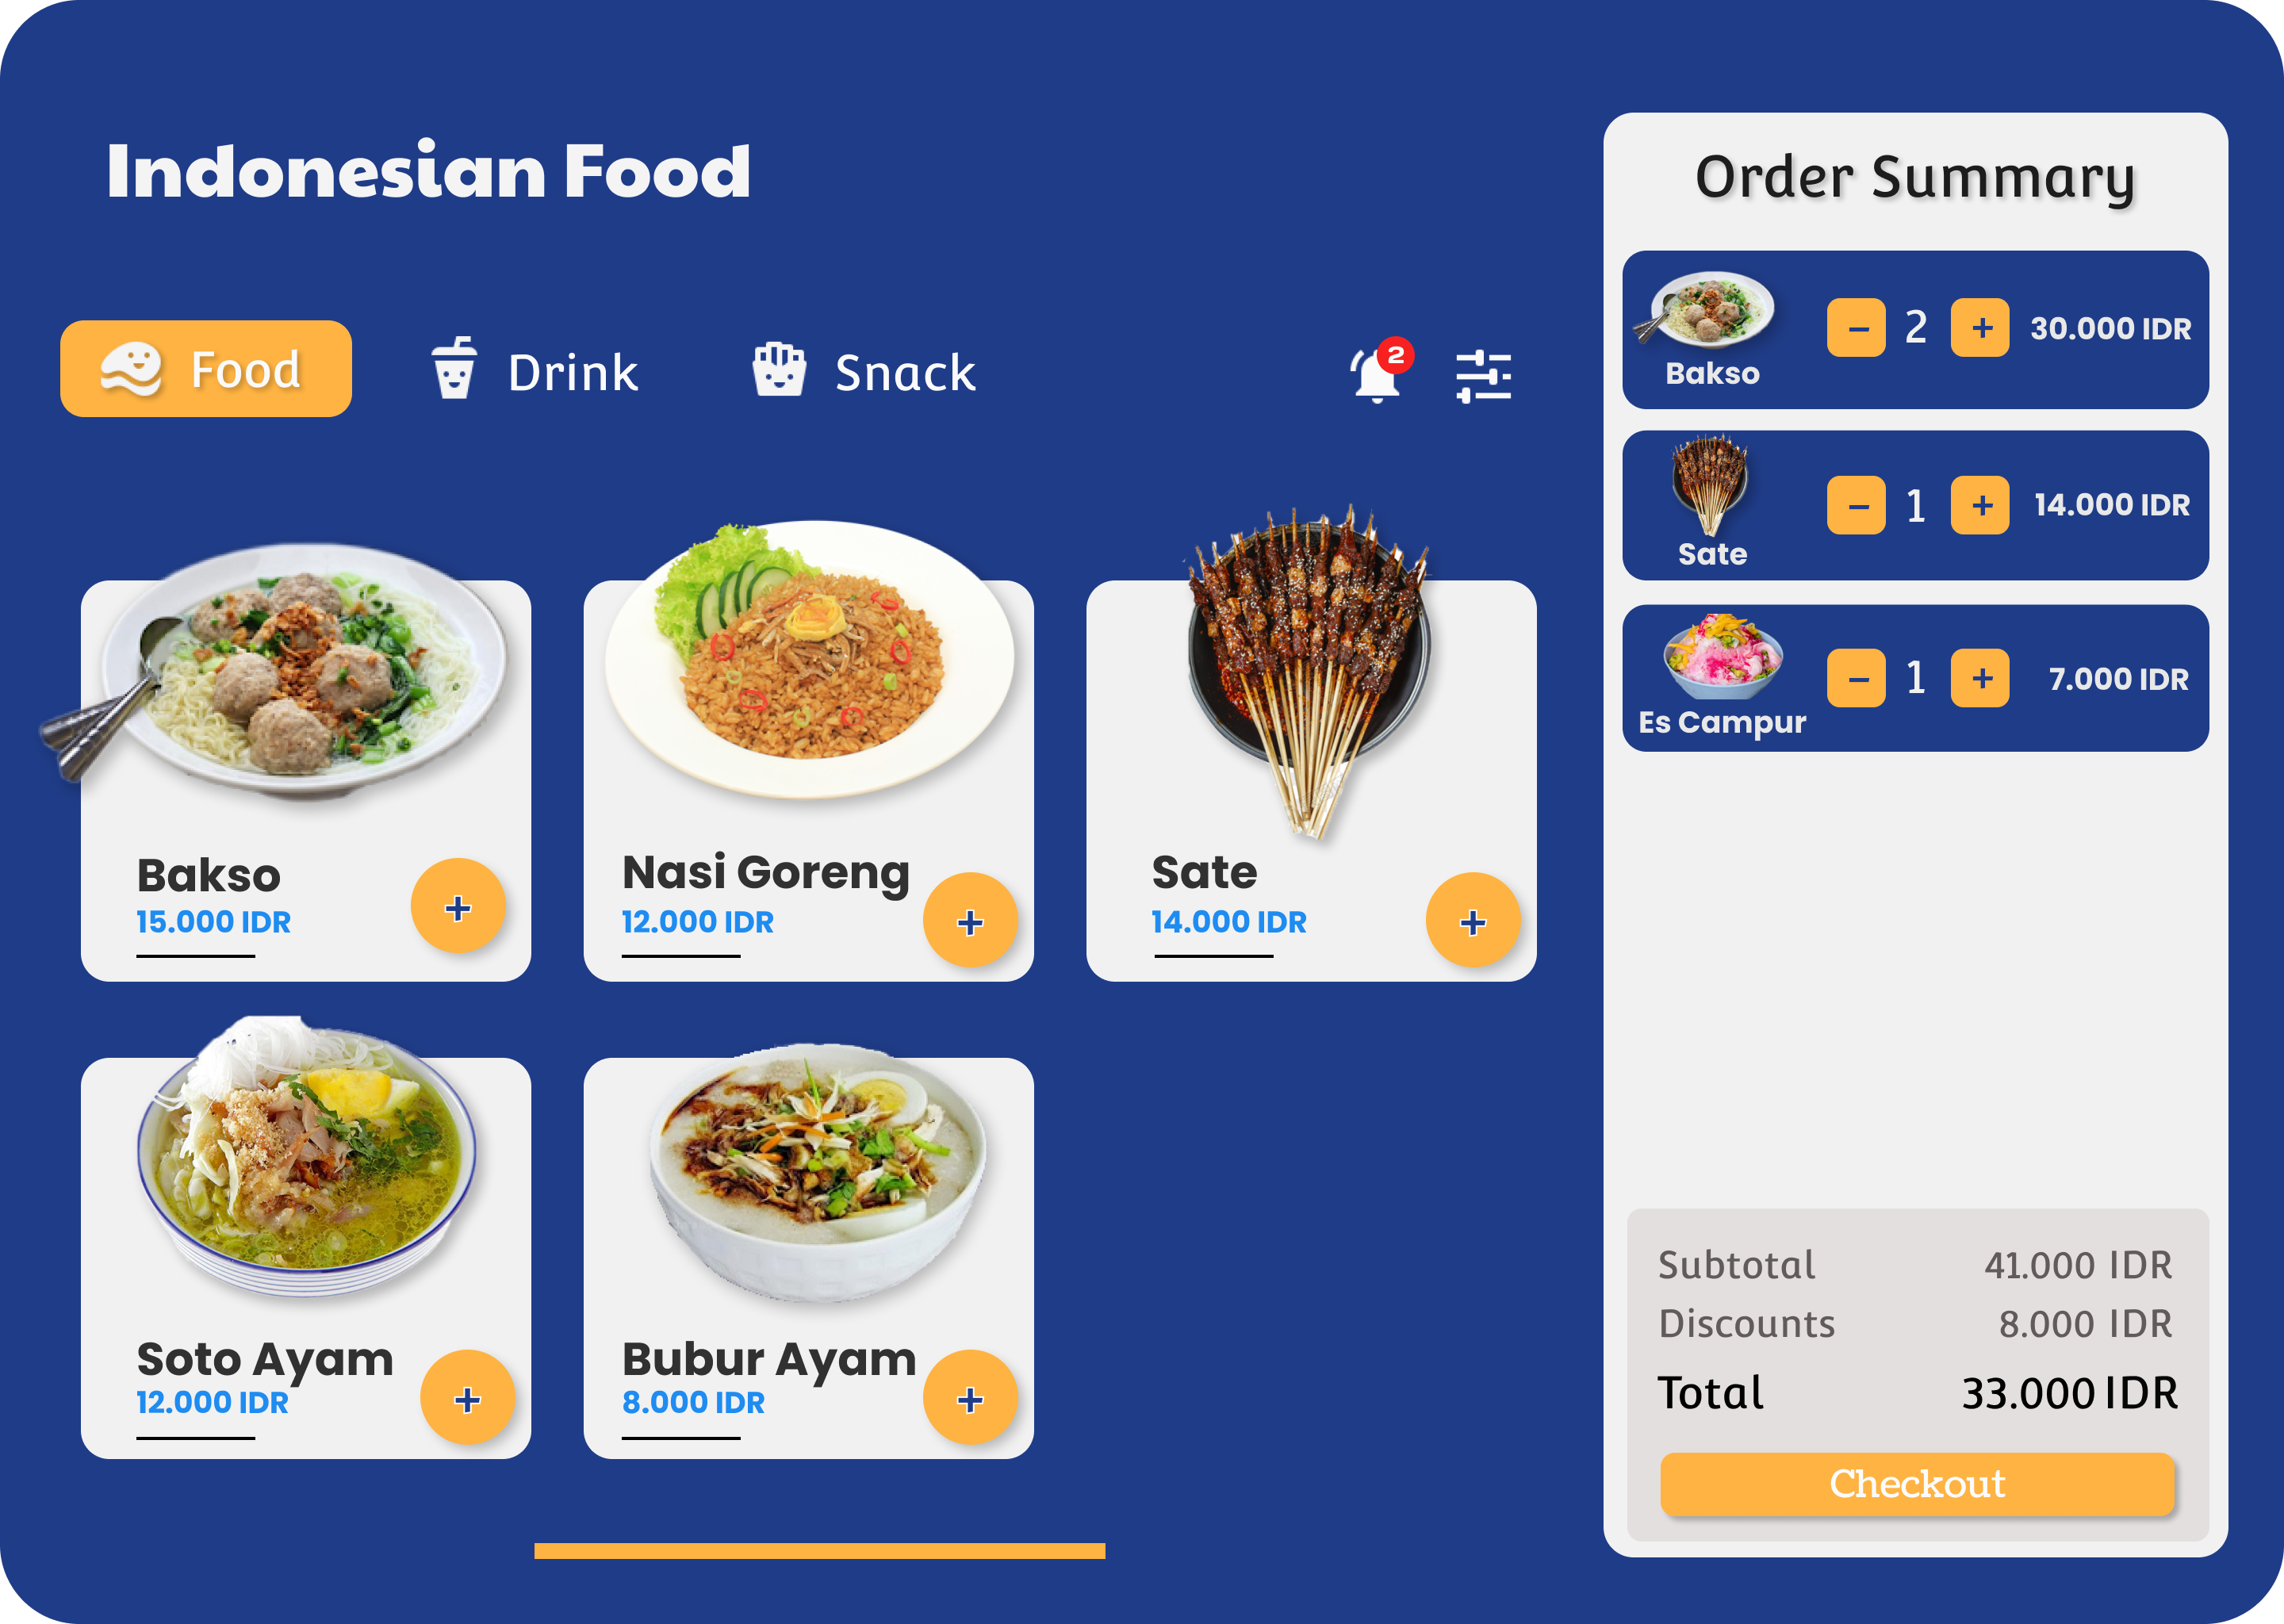 Indonesian Food
Food
Drink
Snack
2
Bakso
15.000 IDR
+
Nasi Goreng
12.000 IDR
+
Sate
14.000 IDR
+
Soto Ayam
12.000 IDR
+
Bubur Ayam
8.000 IDR
+
Order Summary
Bakso
− 2 + 30.000 IDR
Sate
− 1 + 14.000 IDR
Es Campur
− 1 + 7.000 IDR
Subtotal 41.000 IDR
Discounts 8.000 IDR
Total 33.000 IDR
Checkout